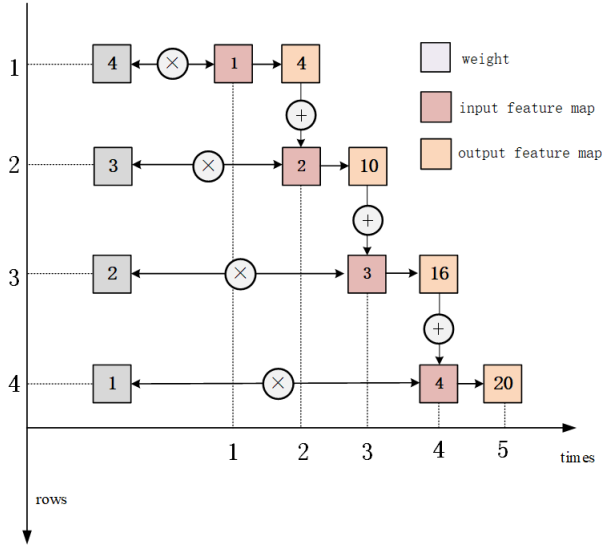 1 4 × 1 4
+
weight
input feature map
output feature map
2 3 × 2 10
+
3 2 × 3 16
+
4 1 × 4 20
1 2 3 4 5
times
rows